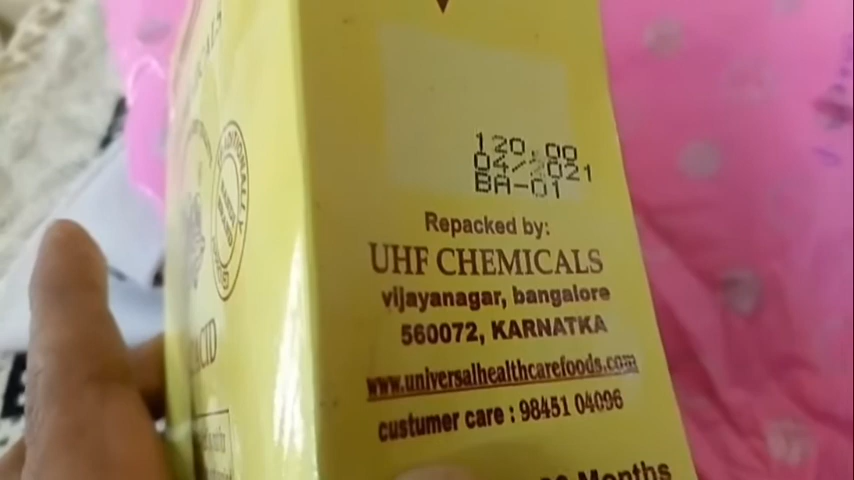 120.00
04/2021
BA-01
Repacked by:
UHF CHEMICALS
vijayanagar, bangalore
560072, KARNATKA
www.universalhealthcarefoods.com
custumer care : 98451 04096
Months
ACID